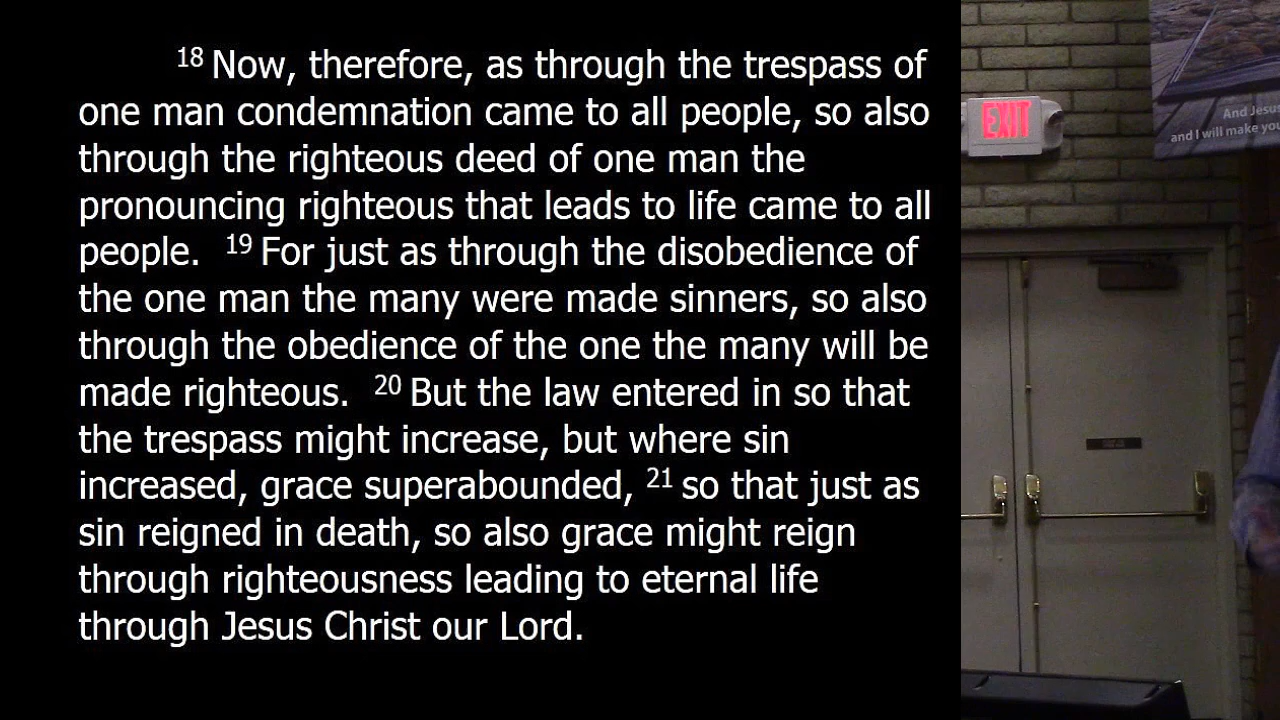 18 Now, therefore, as through the trespass of
one man condemnation came to all people, so also
through the righteous deed of one man the
pronouncing righteous that leads to life came to all
people. 19 For just as through the disobedience of
the one man the many were made sinners, so also
through the obedience of the one the many will be
made righteous. 20 But the law entered in so that
the trespass might increase, but where sin
increased, grace superabounded, 21 so that just as
sin reigned in death, so also grace might reign
through righteousness leading to eternal life
through Jesus Christ our Lord.
EXIT
And Jesus
and I will make you